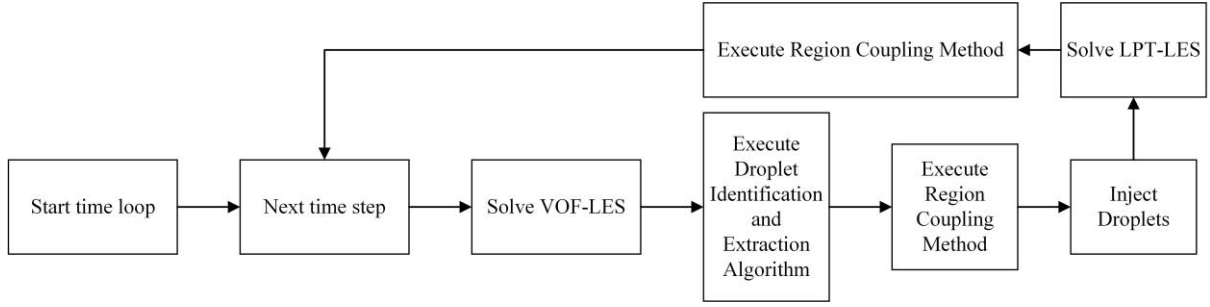 Execute Region Coupling Method
Solve LPT-LES
Start time loop
Next time step
Solve VOF-LES
Execute
Droplet
Identification
and
Extraction
Algorithm
Execute
Region
Coupling
Method
Inject
Droplets